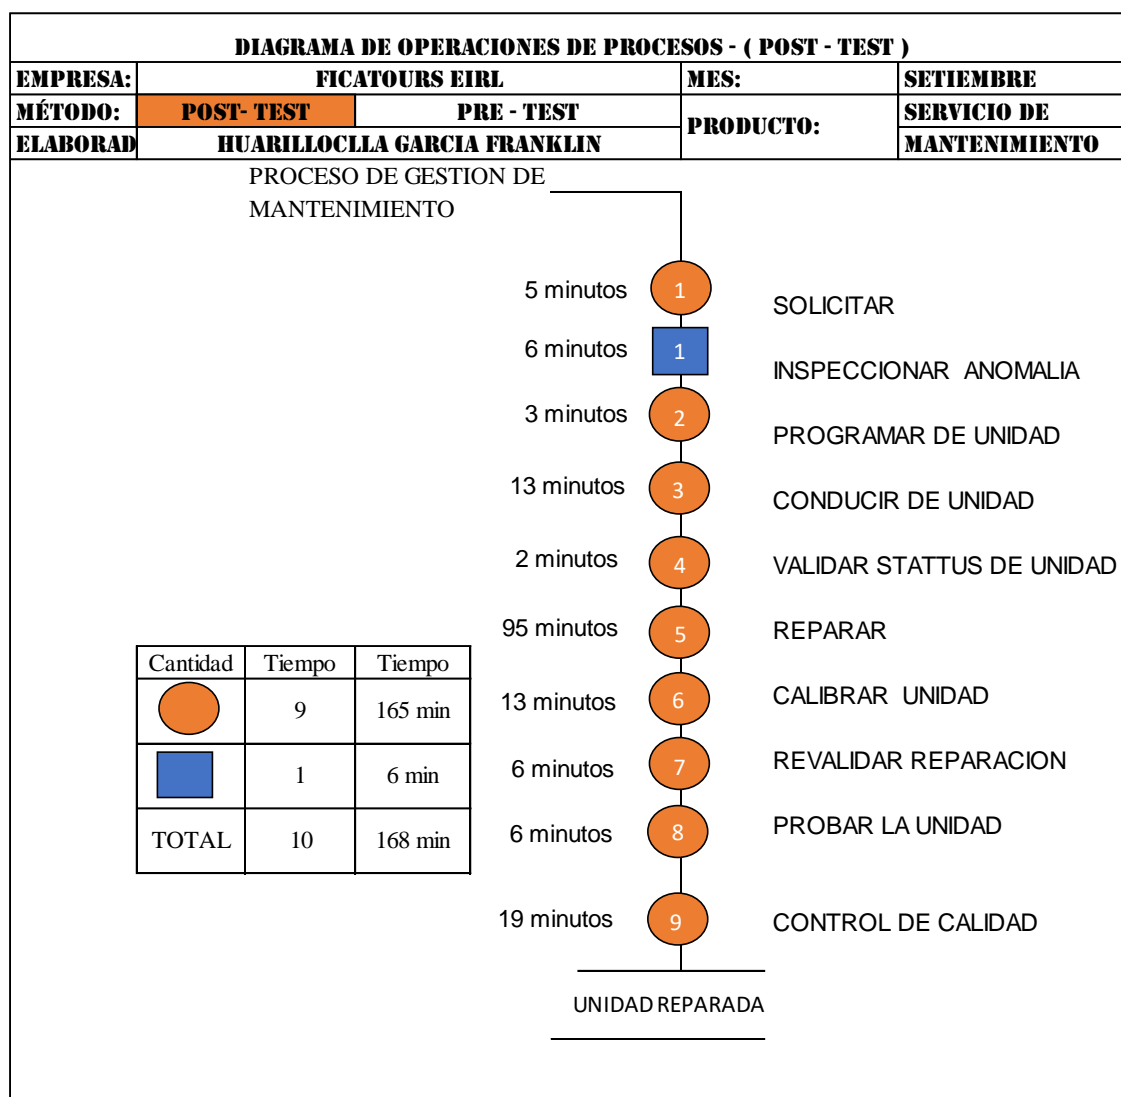 DIAGRAMA DE OPERACIONES DE PROCESOS - ( POST - TEST )
EMPRESA: FICATOURS EIRL MES: SETIEMBRE
MÉTODO: POST- TEST PRE - TEST PRODUCTO: SERVICIO DE
ELABORAD HUARILLOCLLA GARCIA FRANKLIN MANTENIMIENTO
PROCESO DE GESTION DE
MANTENIMIENTO
5 minutos 1 SOLICITAR
6 minutos 1 INSPECCIONAR ANOMALIA
3 minutos 2 PROGRAMAR DE UNIDAD
13 minutos 3 CONDUCIR DE UNIDAD
2 minutos 4 VALIDAR STATTUS DE UNIDAD
95 minutos 5 REPARAR
13 minutos 6 CALIBRAR UNIDAD
6 minutos 7 REVALIDAR REPARACION
6 minutos 8 PROBAR LA UNIDAD
19 minutos 9 CONTROL DE CALIDAD
Cantidad Tiempo Tiempo
9 165 min
1 6 min
TOTAL 10 168 min
UNIDAD REPARADA